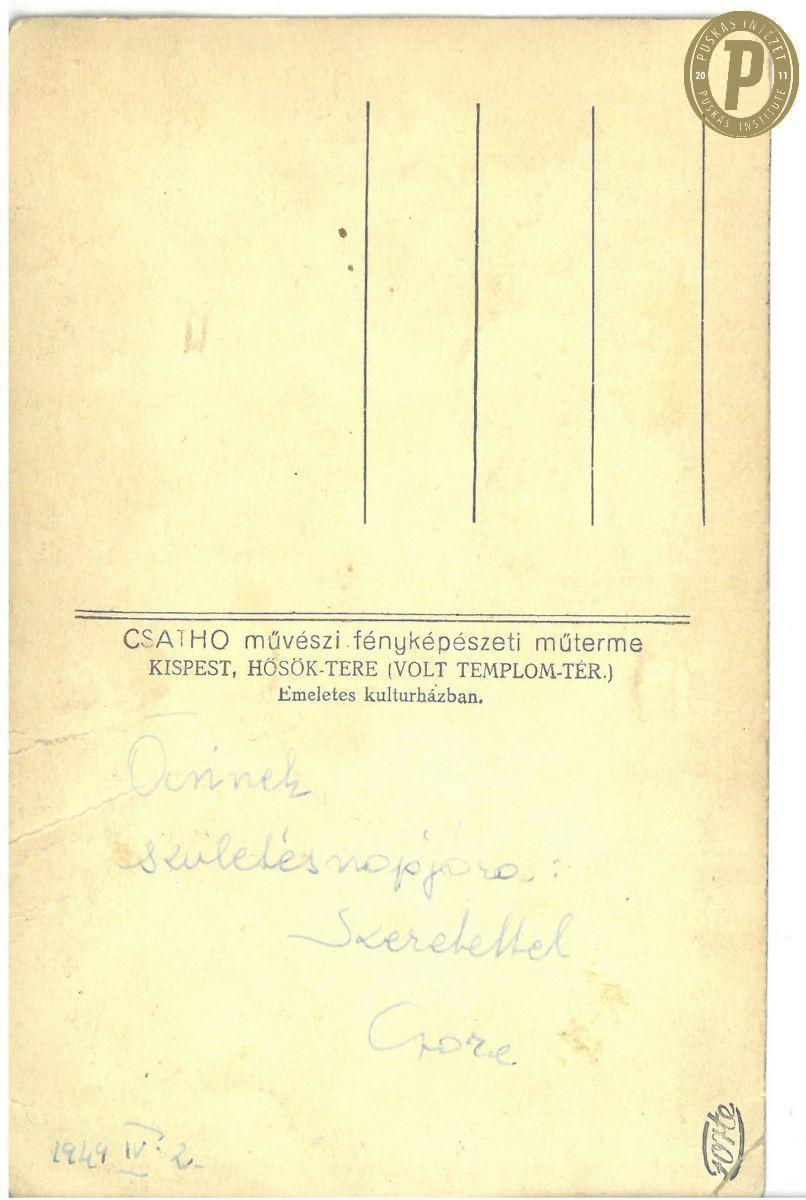 PUSKÁS INTÉZET
20 P 11
PUSKÁS INSTITUTE
CSATHO művészi fényképészeti műterme
KISPEST, HŐSÖK-TERE (VOLT TEMPLOM-TÉR.)
Emeletes kulturházban.
Öcsinek
születésnapjára:
Szeretettel
1949 IV. 2.